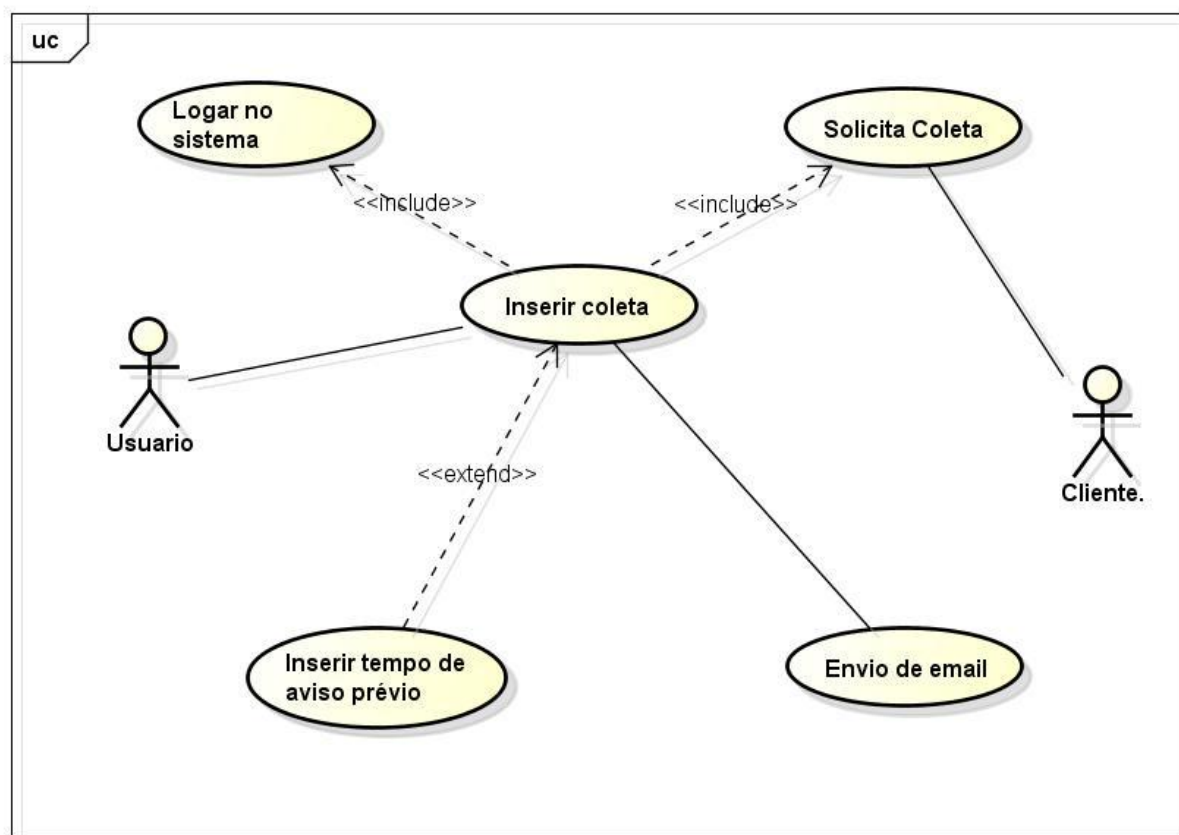 uc
Logar no
sistema
Solicita Coleta
<<include>>
<<include>>
Inserir coleta
Usuario
<<extend>>
Cliente.
Inserir tempo de
aviso prévio
Envio de email